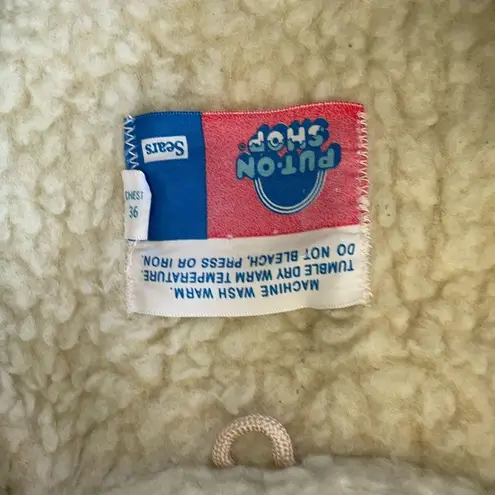 Sears
PUT-ON
SHOP
CHEST
36
MACHINE WASH WARM.
TUMBLE DRY WARM TEMPERATURE.
DO NOT BLEACH, PRESS OR IRON.